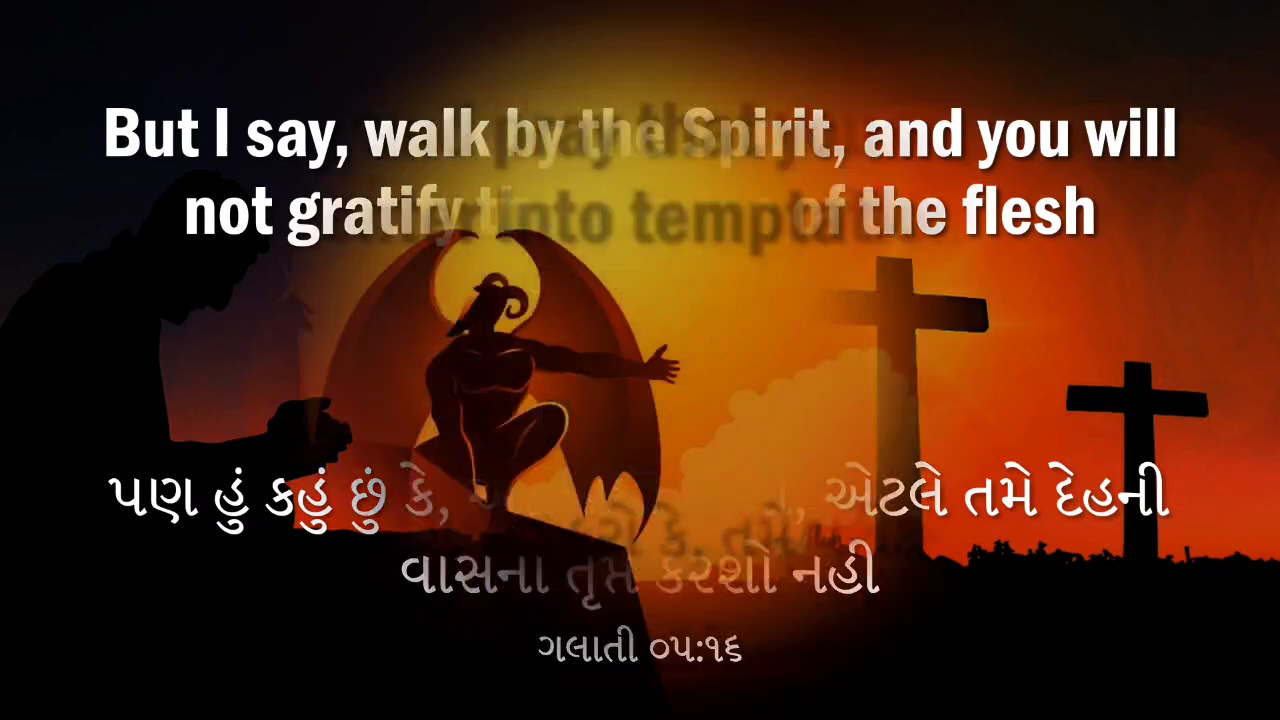 But I say, walk by the Spirit, and you will
not gratify of the flesh
into
પણ હું કહું છું કે, એટલે તમે દેહની
વાસના તૃપ્ત કરશો નહી
ગલાતી ૦૫:૧૬